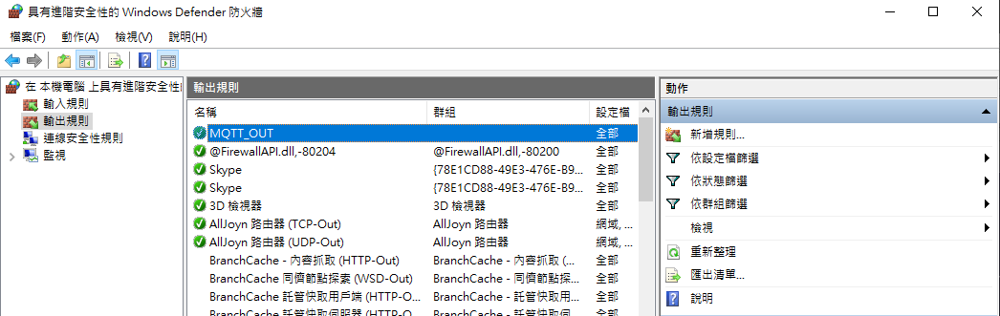 具有進階安全性的 Windows Defender 防火牆
檔案(F) 動作(A) 檢視(V) 說明(H)
在 本機電腦 上具有進階安全性
輸入規則
輸出規則
連線安全性規則
監視
輸出規則
名稱 群組 設定檔
MQTT_OUT 全部
@FirewallAPI.dll,-80204 @FirewallAPI.dll,-80200 全部
Skype {78E1CD88-49E3-476E-B9... 全部
Skype {78E1CD88-49E3-476E-B9... 全部
3D 檢視器 3D 檢視器 全部
AllJoyn 路由器 (TCP-Out) AllJoyn 路由器 網域, ...
AllJoyn 路由器 (UDP-Out) AllJoyn 路由器 網域, ...
BranchCache - 內容抓取 (HTTP-Out) BranchCache - 內容抓取 (... 全部
BranchCache 同儕節點探索 (WSD-Out) BranchCache - 同儕節點探... 全部
BranchCache 託管快取用戶端 (HTTP-O... BranchCache - 託管快取用... 全部
BranchCache 託管快取伺服器 (HTTP-O... BranchCache - 託管快取伺... 全部
動作
輸出規則
新增規則...
依設定檔篩選
依狀態篩選
依群組篩選
檢視
重新整理
匯出清單...
說明